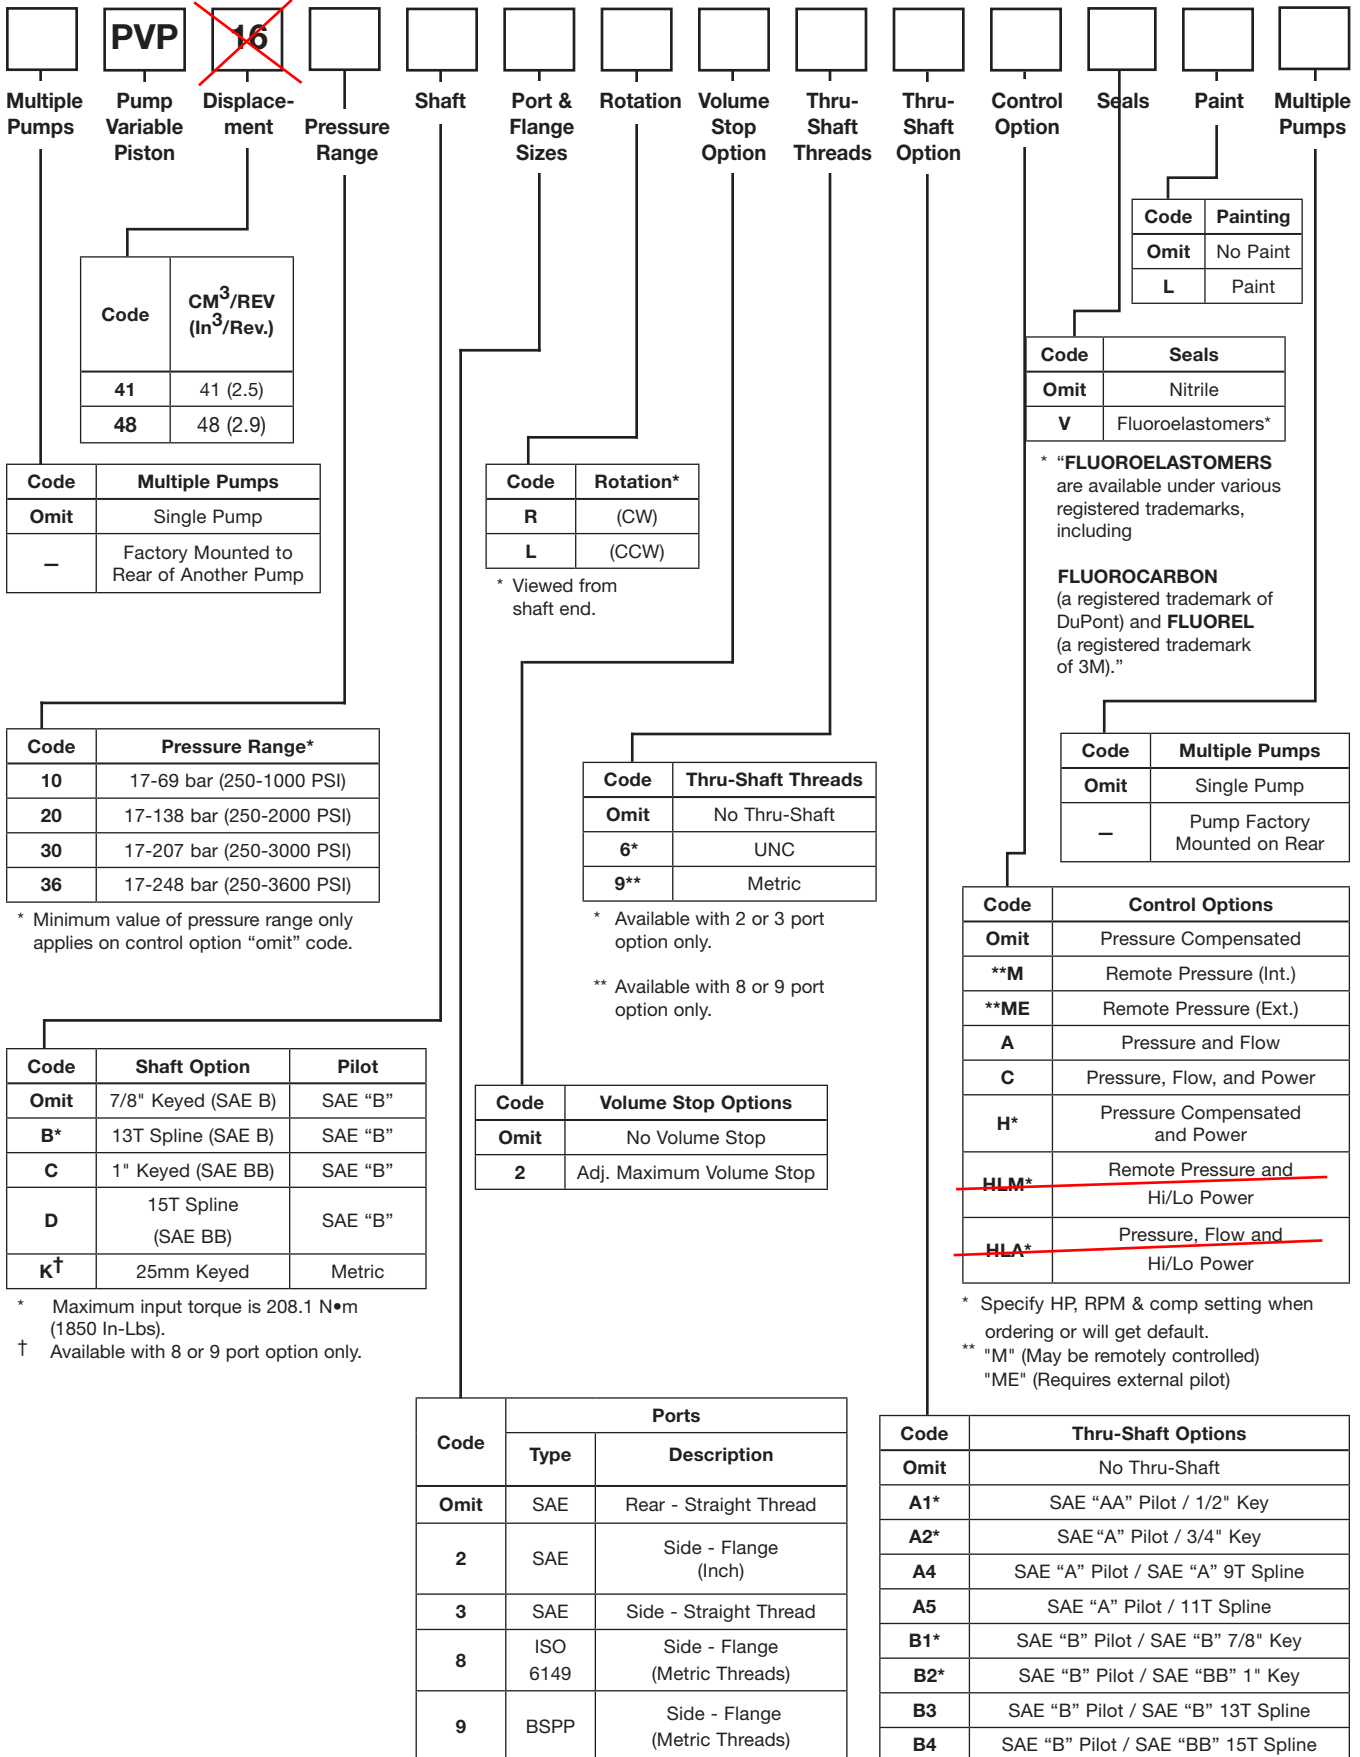 PVP 16
Multiple Pumps
Pump Variable Piston
Displace-ment
Pressure Range
Shaft
Port & Flange Sizes
Rotation
Volume Stop Option
Thru-Shaft Threads
Thru-Shaft Option
Control Option
Seals
Paint
Multiple Pumps
Code Painting
Omit No Paint
L Paint
Code CM3/REV (In3/Rev.)
41 41 (2.5)
48 48 (2.9)
Code Seals
Omit Nitrile
V Fluoroelastomers*
* “FLUOROELASTOMERS
are available under various
registered trademarks,
including
FLUOROCARBON
(a registered trademark of
DuPont) and FLUOREL
(a registered trademark
of 3M).”
Code Multiple Pumps
Omit Single Pump
— Factory Mounted to
Rear of Another Pump
Code Rotation*
R (CW)
L (CCW)
* Viewed from
shaft end.
Code Pressure Range*
10 17-69 bar (250-1000 PSI)
20 17-138 bar (250-2000 PSI)
30 17-207 bar (250-3000 PSI)
36 17-248 bar (250-3600 PSI)
* Minimum value of pressure range only
applies on control option “omit” code.
Code Thru-Shaft Threads
Omit No Thru-Shaft
6* UNC
9** Metric
* Available with 2 or 3 port
option only.
** Available with 8 or 9 port
option only.
Code Multiple Pumps
Omit Single Pump
— Pump Factory
Mounted on Rear
Code Control Options
Omit Pressure Compensated
**M Remote Pressure (Int.)
**ME Remote Pressure (Ext.)
A Pressure and Flow
C Pressure, Flow, and Power
H* Pressure Compensated
and Power
HLM* Remote Pressure and
Hi/Lo Power
HLA* Pressure, Flow and
Hi/Lo Power
* Specify HP, RPM & comp setting when
ordering or will get default.
** "M" (May be remotely controlled)
"ME" (Requires external pilot)
Code Shaft Option Pilot
Omit 7/8" Keyed (SAE B) SAE “B”
B* 13T Spline (SAE B) SAE “B”
C 1" Keyed (SAE BB) SAE “B”
D 15T Spline
(SAE BB) SAE “B”
K† 25mm Keyed Metric
* Maximum input torque is 208.1 N•m
(1850 In-Lbs).
† Available with 8 or 9 port option only.
Code Volume Stop Options
Omit No Volume Stop
2 Adj. Maximum Volume Stop
Ports
Code Type Description
Omit SAE Rear - Straight Thread
2 SAE Side - Flange
(Inch)
3 SAE Side - Straight Thread
8 ISO 6149 Side - Flange
(Metric Threads)
9 BSPP Side - Flange
(Metric Threads)
Code Thru-Shaft Options
Omit No Thru-Shaft
A1* SAE “AA” Pilot / 1/2" Key
A2* SAE “A” Pilot / 3/4" Key
A4 SAE “A” Pilot / SAE “A” 9T Spline
A5 SAE “A” Pilot / 11T Spline
B1* SAE “B” Pilot / SAE “B” 7/8" Key
B2* SAE “B” Pilot / SAE “BB” 1" Key
B3 SAE “B” Pilot / SAE “B” 13T Spline
B4 SAE “B” Pilot / SAE “BB” 15T Spline